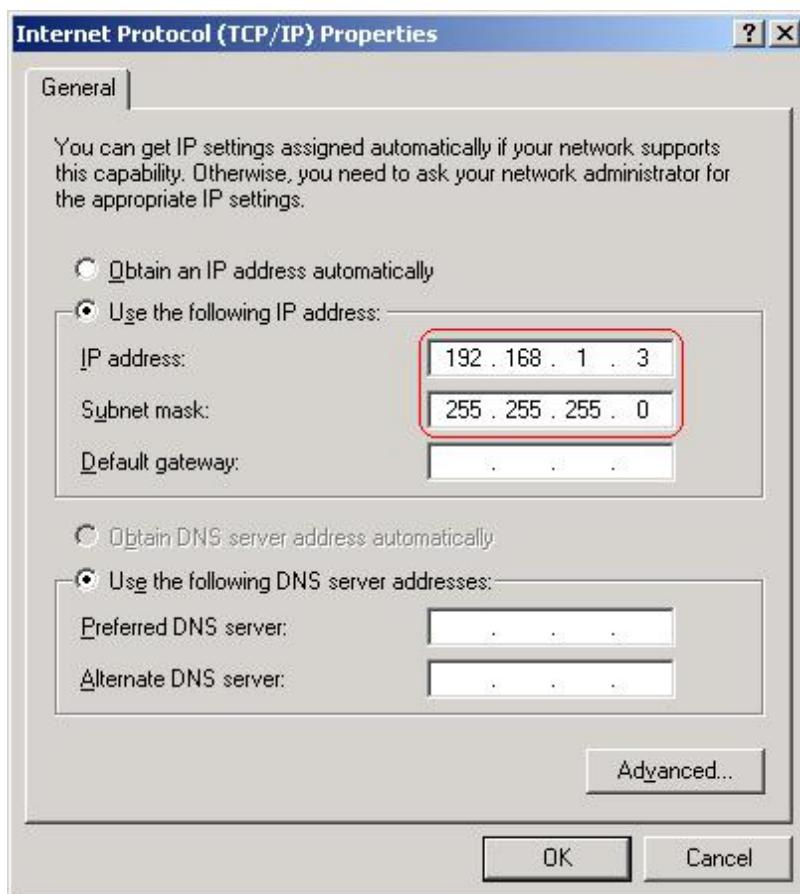 Internet Protocol (TCP/IP) Properties
General
You can get IP settings assigned automatically if your network supports
this capability. Otherwise, you need to ask your network administrator for
the appropriate IP settings.
Obtain an IP address automatically
Use the following IP address:
IP address: 192 . 168 . 1 . 3
Subnet mask: 255 . 255 . 255 . 0
Default gateway: . . .
Obtain DNS server address automatically
Use the following DNS server addresses:
Preferred DNS server: . . .
Alternate DNS server: . . .
Advanced...
OK Cancel